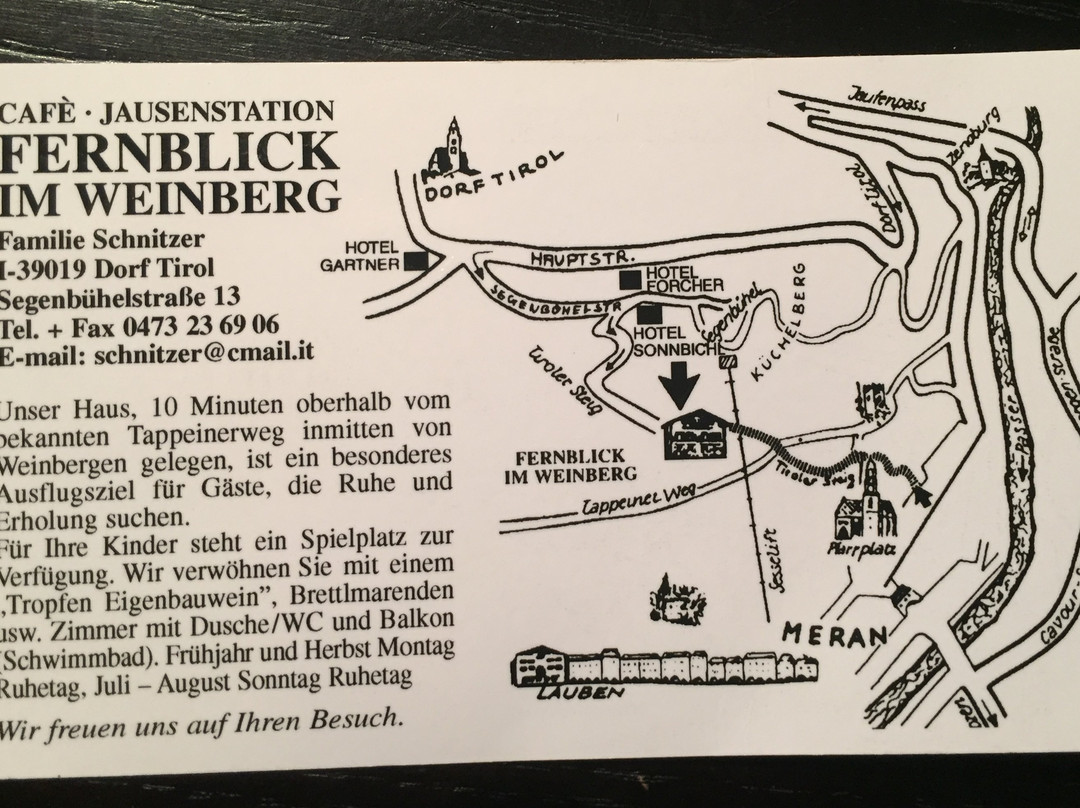 CAFÈ · JAUSENSTATION
FERNBLICK
IM WEINBERG
Familie Schnitzer
I-39019 Dorf Tirol
Segenbühelstraße 13
Tel. + Fax 0473 23 69 06
E-mail: schnitzer@cmail.it
Unser Haus, 10 Minuten oberhalb vom
bekannten Tappeinerweg inmitten von
Weinbergen gelegen, ist ein besonderes
Ausflugsziel für Gäste, die Ruhe und
Erholung suchen.
Für Ihre Kinder steht ein Spielplatz zur
Verfügung. Wir verwöhnen Sie mit einem
„Tropfen Eigenbauwein”, Brettlmarenden
usw. Zimmer mit Dusche/WC und Balkon
(Schwimmbad). Frühjahr und Herbst Montag
Ruhetag, Juli – August Sonntag Ruhetag
Wir freuen uns auf Ihren Besuch.
Jaufenpass
Zenoburg
DORF TIROL
Dorf Tirol
HOTEL
GARTNER
HAUPTSTR.
HOTEL
FORCHER
SEGENBÜHELSTR
Segenbühel
KÜCHELBERG
HOTEL
SONNBICHL
Tiroler Steig
FERNBLICK
IM WEINBERG
Tappeiner Weg
Tiroler Steig
Pfarrplatz
Sessellift
Passer
MERAN
LAUBEN